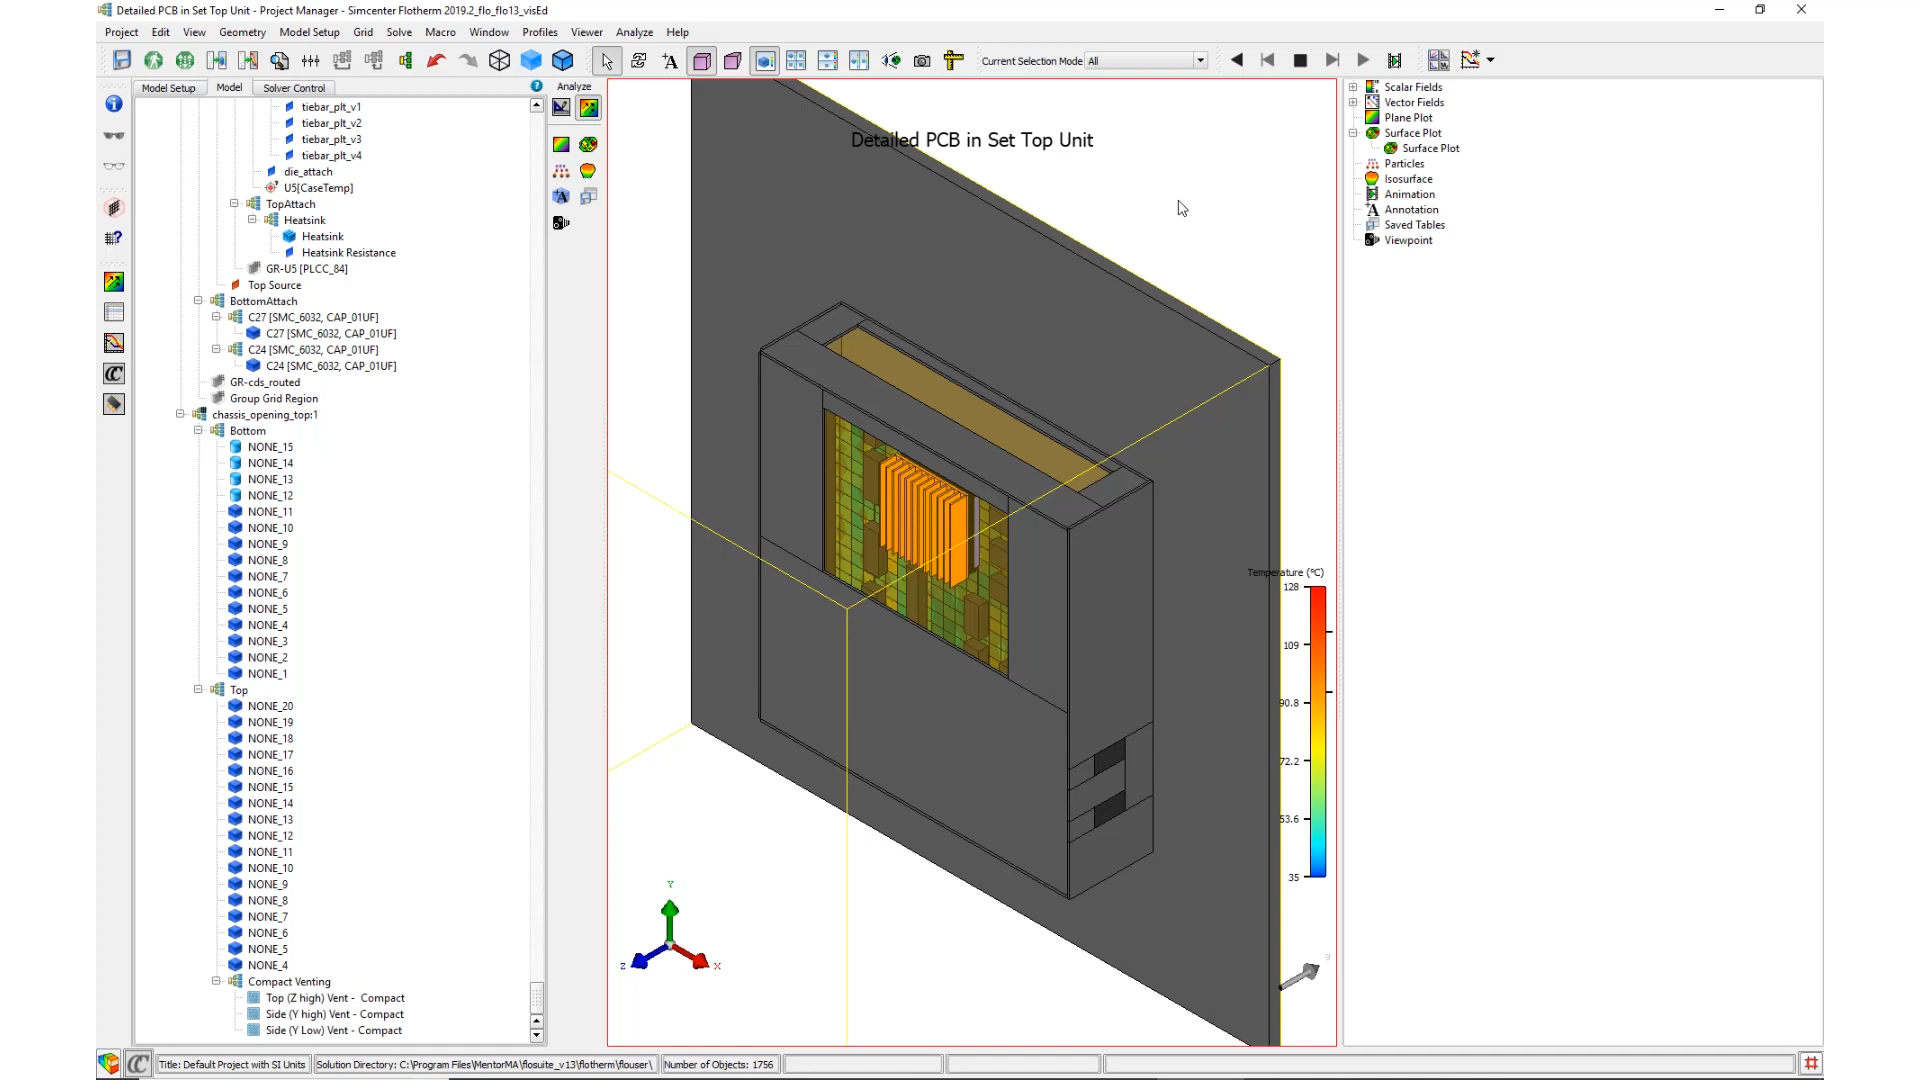 Detailed PCB in Set Top Unit - Project Manager - Simcenter Flotherm 2019.2_flo_flo13_visEd
Project Edit View Geometry Model Setup Grid Solve Macro Window Profiles Viewer Analyze Help
Current Selection Mode All
Model Setup Model Solver Control
Analyze
tiebar_plt_v1
tiebar_plt_v2
tiebar_plt_v3
tiebar_plt_v4
die_attach
U5[CaseTemp]
TopAttach
Heatsink
Heatsink
Heatsink Resistance
GR-U5 [PLCC_84]
Top Source
BottomAttach
C27 [SMC_6032, CAP_01UF]
C27 [SMC_6032, CAP_01UF]
C24 [SMC_6032, CAP_01UF]
C24 [SMC_6032, CAP_01UF]
GR-cds_routed
Group Grid Region
chassis_opening_top:1
Bottom
NONE_15
NONE_14
NONE_13
NONE_12
NONE_11
NONE_10
NONE_9
NONE_8
NONE_7
NONE_6
NONE_5
NONE_4
NONE_3
NONE_2
NONE_1
Top
NONE_20
NONE_19
NONE_18
NONE_17
NONE_16
NONE_15
NONE_14
NONE_13
NONE_12
NONE_11
NONE_10
NONE_9
NONE_8
NONE_7
NONE_6
NONE_5
NONE_4
Compact Venting
Top (Z high) Vent - Compact
Side (Y high) Vent - Compact
Side (Y Low) Vent - Compact
Detailed PCB in Set Top Unit
Temperature (°C)
128
109
90.8
72.2
53.6
35
Y
Z
X
g
Scalar Fields
Vector Fields
Plane Plot
Surface Plot
Surface Plot
Particles
Isosurface
Animation
Annotation
Saved Tables
Viewpoint
Title: Default Project with SI Units
Solution Directory: C:\Program Files\MentorMA\flosuite_v13\flotherm\flouser\
Number of Objects: 1756